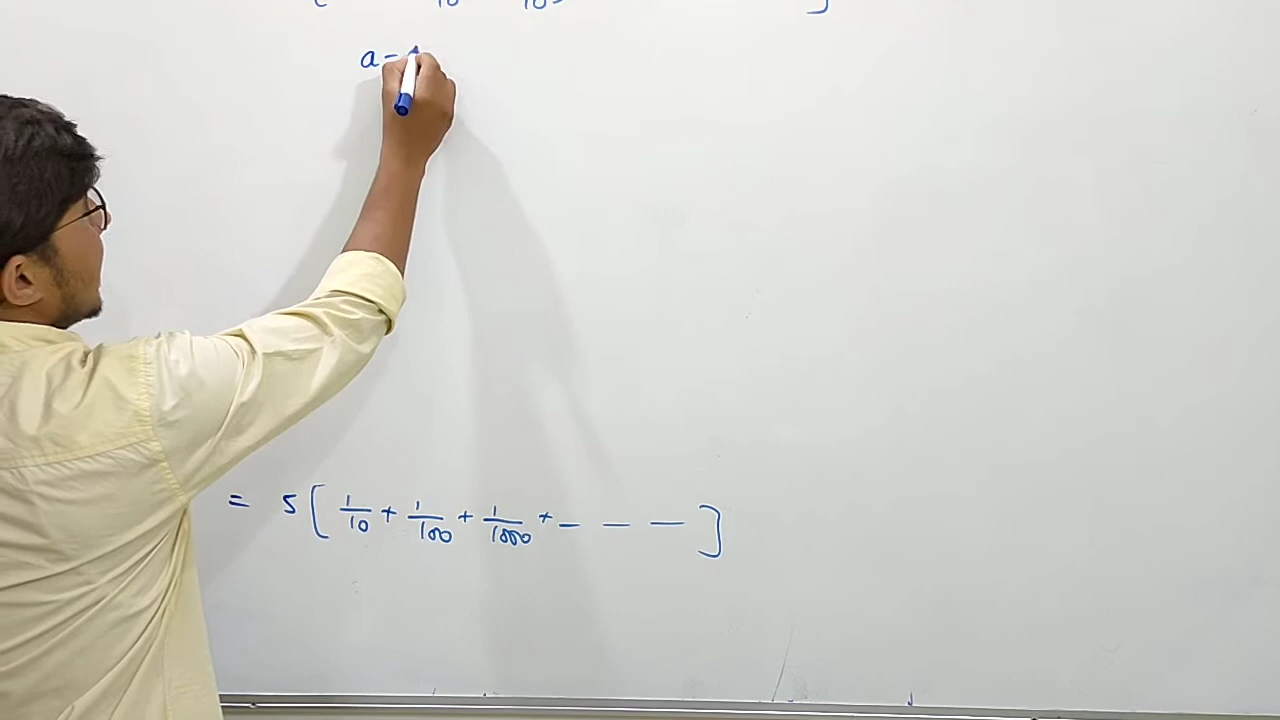 a =
= 5 [ 1/10 + 1/100 + 1/1000 + - - - ]